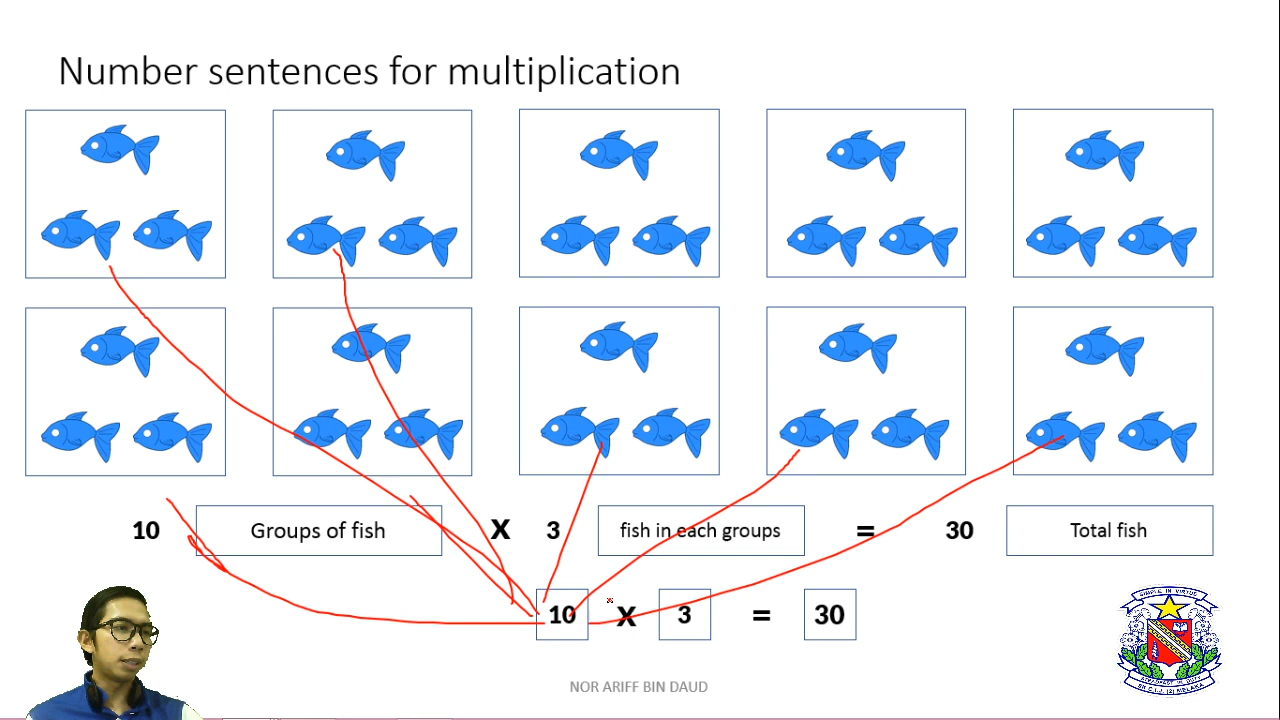 Number sentences for multiplication
10 Groups of fish X 3 fish in each groups = 30 Total fish
10 X 3 = 30
NOR ARIFF BIN DAUD